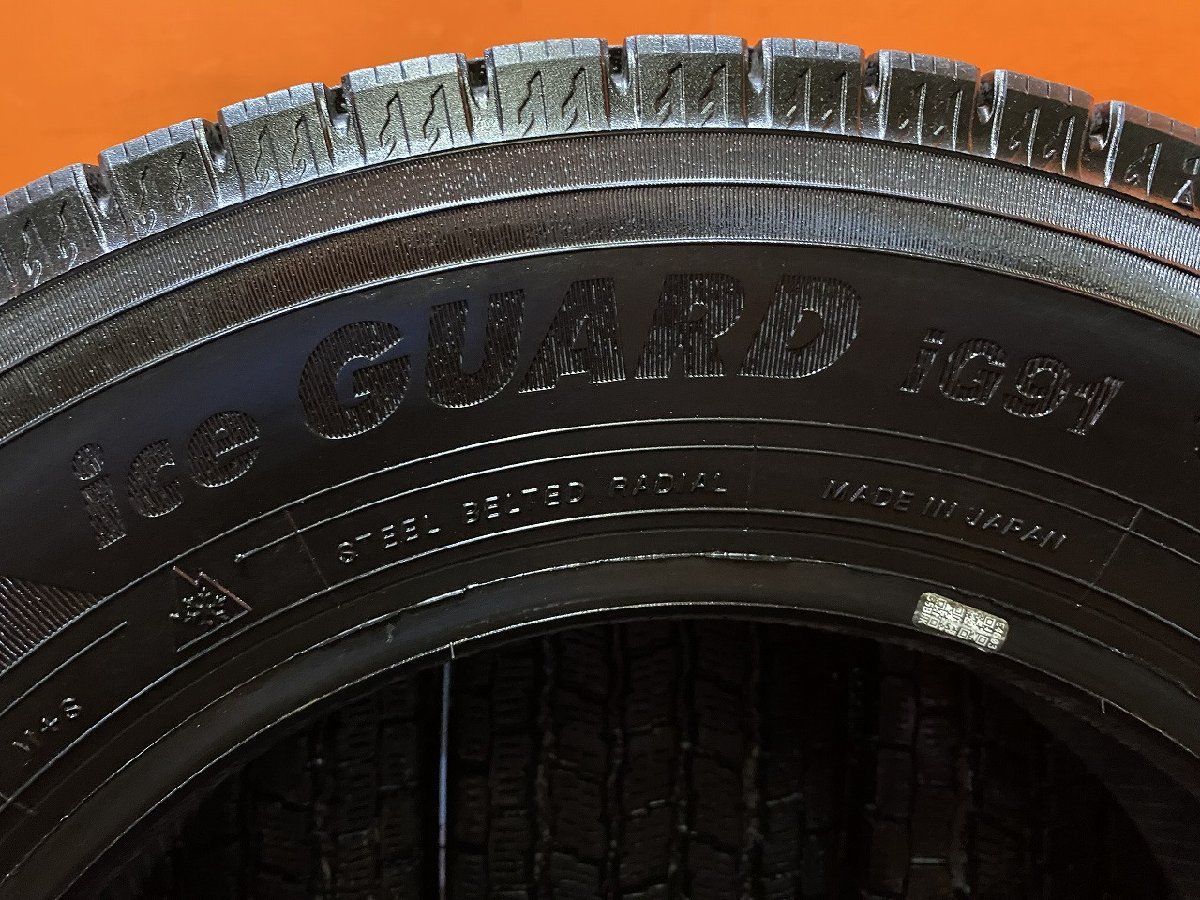 ice GUARD iG91
STEEL BELTED RADIAL MADE IN JAPAN
M+S